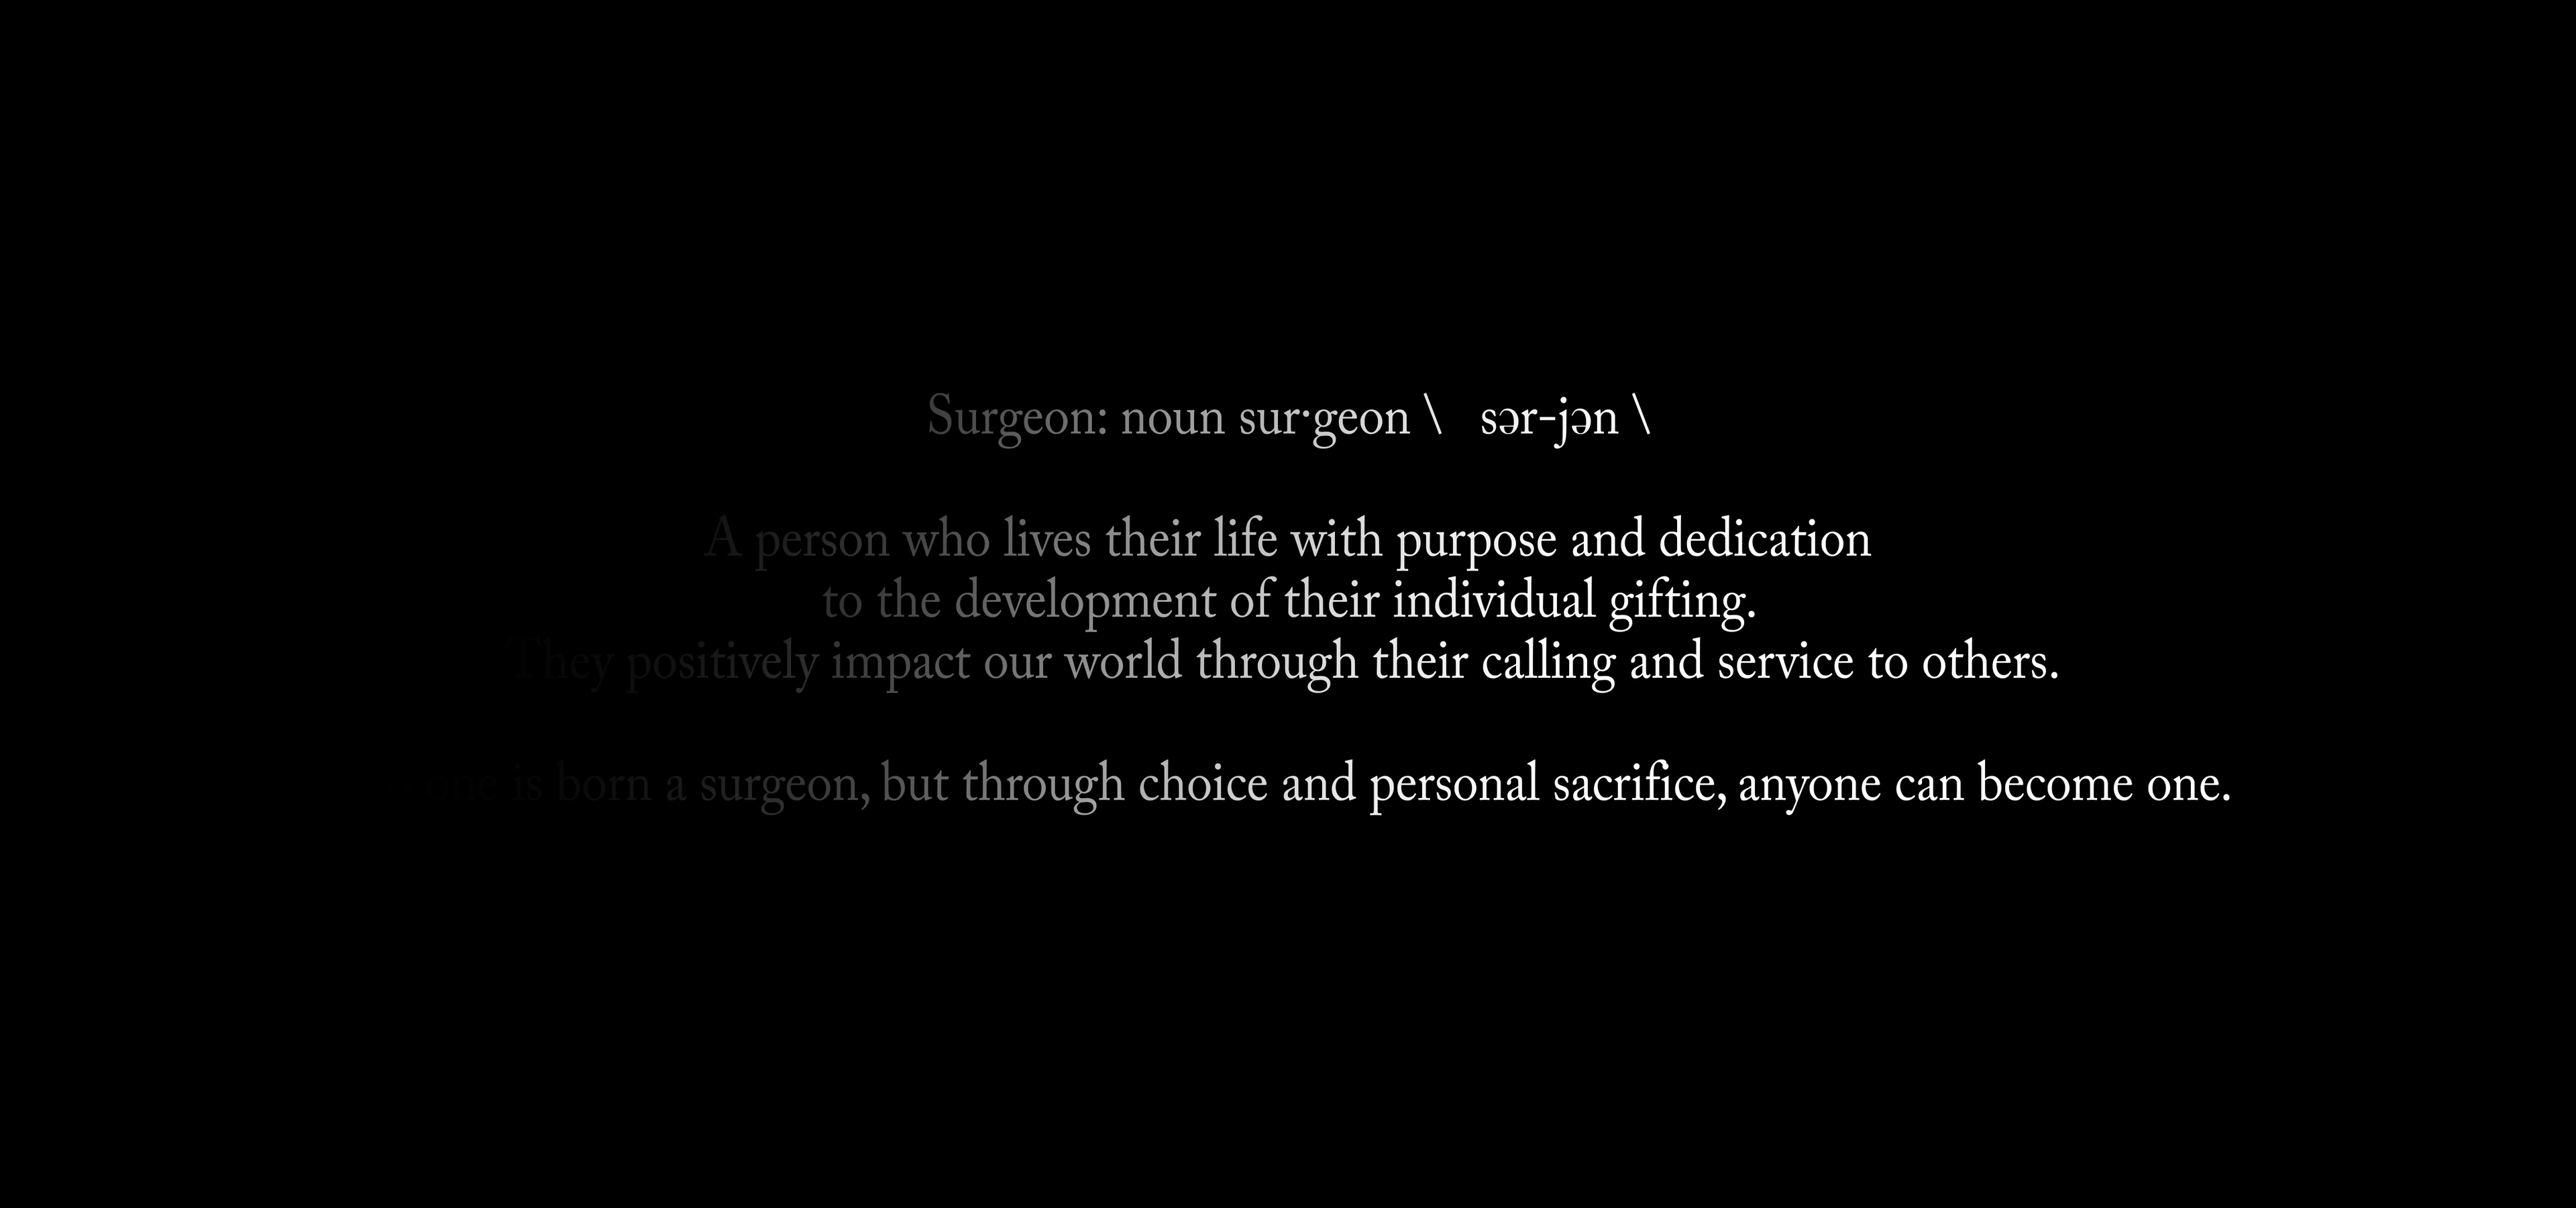 Surgeon: noun sur·geon \ sər-jən \
A person who lives their life with purpose and dedication
to the development of their individual gifting.
They positively impact our world through their calling and service to others.
one is born a surgeon, but through choice and personal sacrifice, anyone can become one.